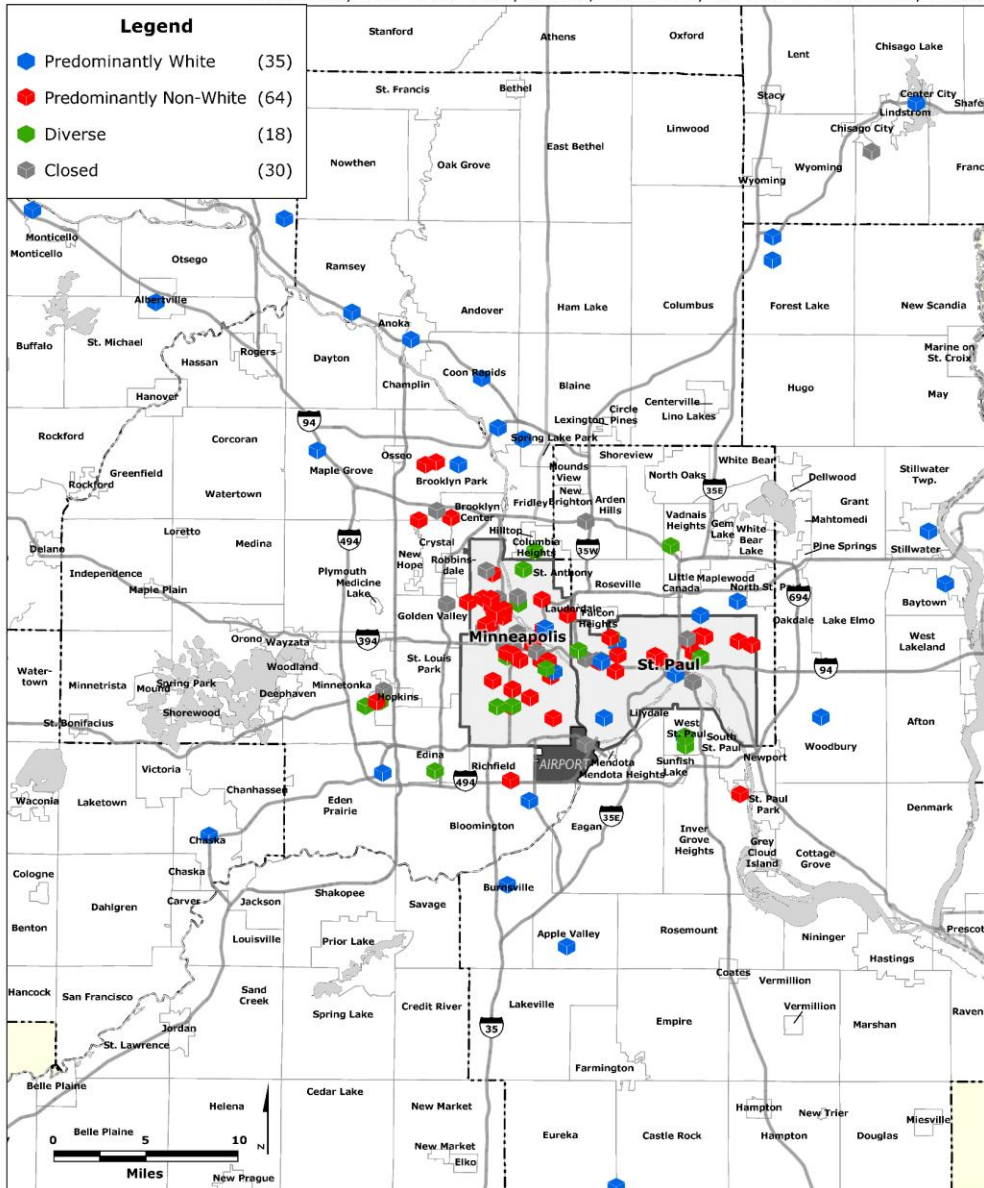 Legend
Predominantly White (35)
Predominantly Non-White (64)
Diverse (18)
Closed (30)
Stanford
Athens
Oxford
Lent
Chisago Lake
St. Francis
Bethel
Stacy
Center City
Lindstrom
Shafe
Chisago City
Linwood
East Bethel
Nowthen
Oak Grove
Wyoming
Wyoming
Franc
Monticello
Monticello
Otsego
Ramsey
Albertville
Andover
Ham Lake
Columbus
Forest Lake
New Scandia
Anoka
Buffalo
St. Michael
Hassan
Rogers
Dayton
Marine on
St. Croix
Champlin
Coon Rapids
Blaine
Hugo
May
Hanover
Centerville
Lino Lakes
Circle
Pines
Lexington
Rockford
Corcoran
94
Spring Lake Park
Maple Grove
Osseo
Shoreview
White Bear
Greenfield
Rockford
Brooklyn Park
Mounds
View
North Oaks
Dellwood
Stillwater
Twp.
Watertown
New
Brighton
Arden
Hills
35E
Grant
Brooklyn
Center
Fridley
Vadnais
Heights
Gem
Lake
White
Bear
Lake
Mahtomedi
Loretto
Medina
Crystal
Hilltop
Columbia
Heights
35W
Pine Springs
Stillwater
Delano
494
New
Hope
Robbins-
dale
St. Anthony
Independence
Plymouth
Medicine
Lake
Roseville
Little
Canada
Maplewood
North St. Paul
694
Baytown
Maple Plain
Golden Valley
Lauderdale
Falcon
Heights
Oakdale
Lake Elmo
Orono
Wayzata
394
Minneapolis
West
Lakeland
Water-
town
Woodland
St. Louis
Park
St. Paul
94
Minnetrista
Mound
Spring Park
Deephaven
Minnetonka
Hopkins
Shorewood
Lilydale
Afton
St. Bonifacius
West
St. Paul
South
St. Paul
Woodbury
Edina
Richfield
AIRPORT
Mendota
Mendota Heights
Sunfish
Lake
Newport
Victoria
Chanhassen
494
Waconia
Laketown
Eden
Prairie
St. Paul
Park
Denmark
Bloomington
Eagan
35E
Inver
Grove
Heights
Grey
Cloud
Island
Cottage
Grove
Chaska
Cologne
Chaska
Burnsville
Carver
Jackson
Shakopee
Savage
Dahlgren
Benton
Louisville
Prior Lake
Apple Valley
Rosemount
Nininger
Prescot
Hastings
Coates
Vermillion
Hancock
San Francisco
Sand
Creek
Spring Lake
Credit River
Lakeville
Vermillion
Raven
Jordan
35
Empire
Marshan
St. Lawrence
Farmington
Belle Plaine
Cedar Lake
Helena
New Market
Hampton
New Trier
Miesville
Belle Plaine
Eureka
Castle Rock
Hampton
Douglas
0 5 10
Miles
N
New Market
Elko
New Prague